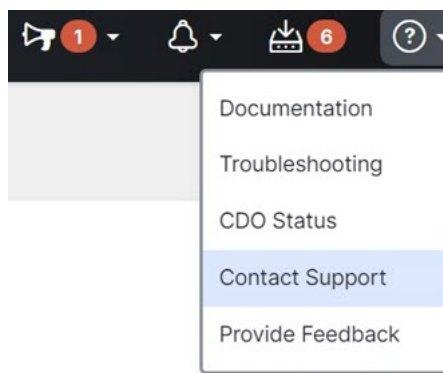 1
6
?
Documentation
Troubleshooting
CDO Status
Contact Support
Provide Feedback